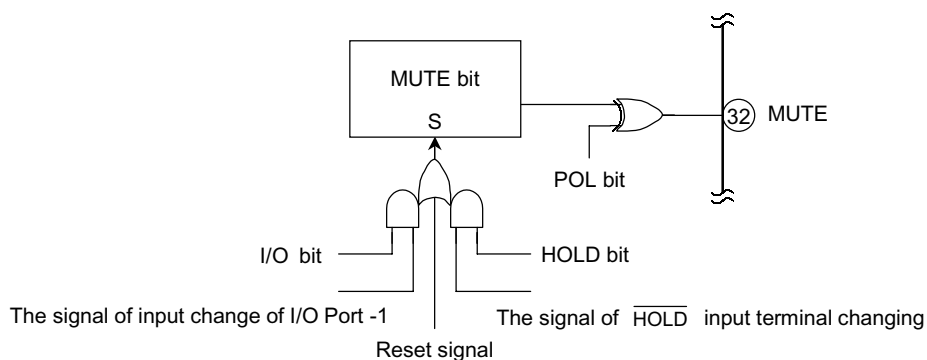 MUTE bit
S
32 MUTE
POL bit
I/O bit
HOLD bit
The signal of input change of I/O Port -1
The signal of HOLD input terminal changing
Reset signal